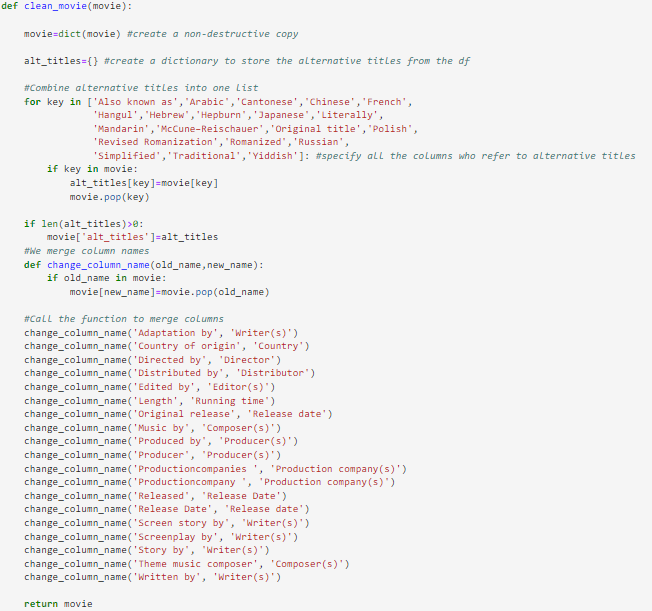 def clean_movie(movie):
movie=dict(movie) #create a non-destructive copy
alt_titles={} #create a dictionary to store the alternative titles from the df
#Combine alternative titles into one list
for key in ['Also known as','Arabic','Cantonese','Chinese','French',
'Hangul','Hebrew','Hepburn','Japanese','Literally',
'Mandarin','McCune–Reischauer','Original title','Polish',
'Revised Romanization','Romanized','Russian',
'Simplified','Traditional','Yiddish']: #specify all the columns who refer to alternative titles
if key in movie:
alt_titles[key]=movie[key]
movie.pop(key)
if len(alt_titles)>0:
movie['alt_titles']=alt_titles
#We merge column names
def change_column_name(old_name,new_name):
if old_name in movie:
movie[new_name]=movie.pop(old_name)
#Call the function to merge columns
change_column_name('Adaptation by', 'Writer(s)')
change_column_name('Country of origin', 'Country')
change_column_name('Directed by', 'Director')
change_column_name('Distributed by', 'Distributor')
change_column_name('Edited by', 'Editor(s)')
change_column_name('Length', 'Running time')
change_column_name('Original release', 'Release date')
change_column_name('Music by', 'Composer(s)')
change_column_name('Produced by', 'Producer(s)')
change_column_name('Producer', 'Producer(s)')
change_column_name('Productioncompanies ', 'Production company(s)')
change_column_name('Productioncompany ', 'Production company(s)')
change_column_name('Released', 'Release Date')
change_column_name('Release Date', 'Release date')
change_column_name('Screen story by', 'Writer(s)')
change_column_name('Screenplay by', 'Writer(s)')
change_column_name('Story by', 'Writer(s)')
change_column_name('Theme music composer', 'Composer(s)')
change_column_name('Written by', 'Writer(s)')
return movie